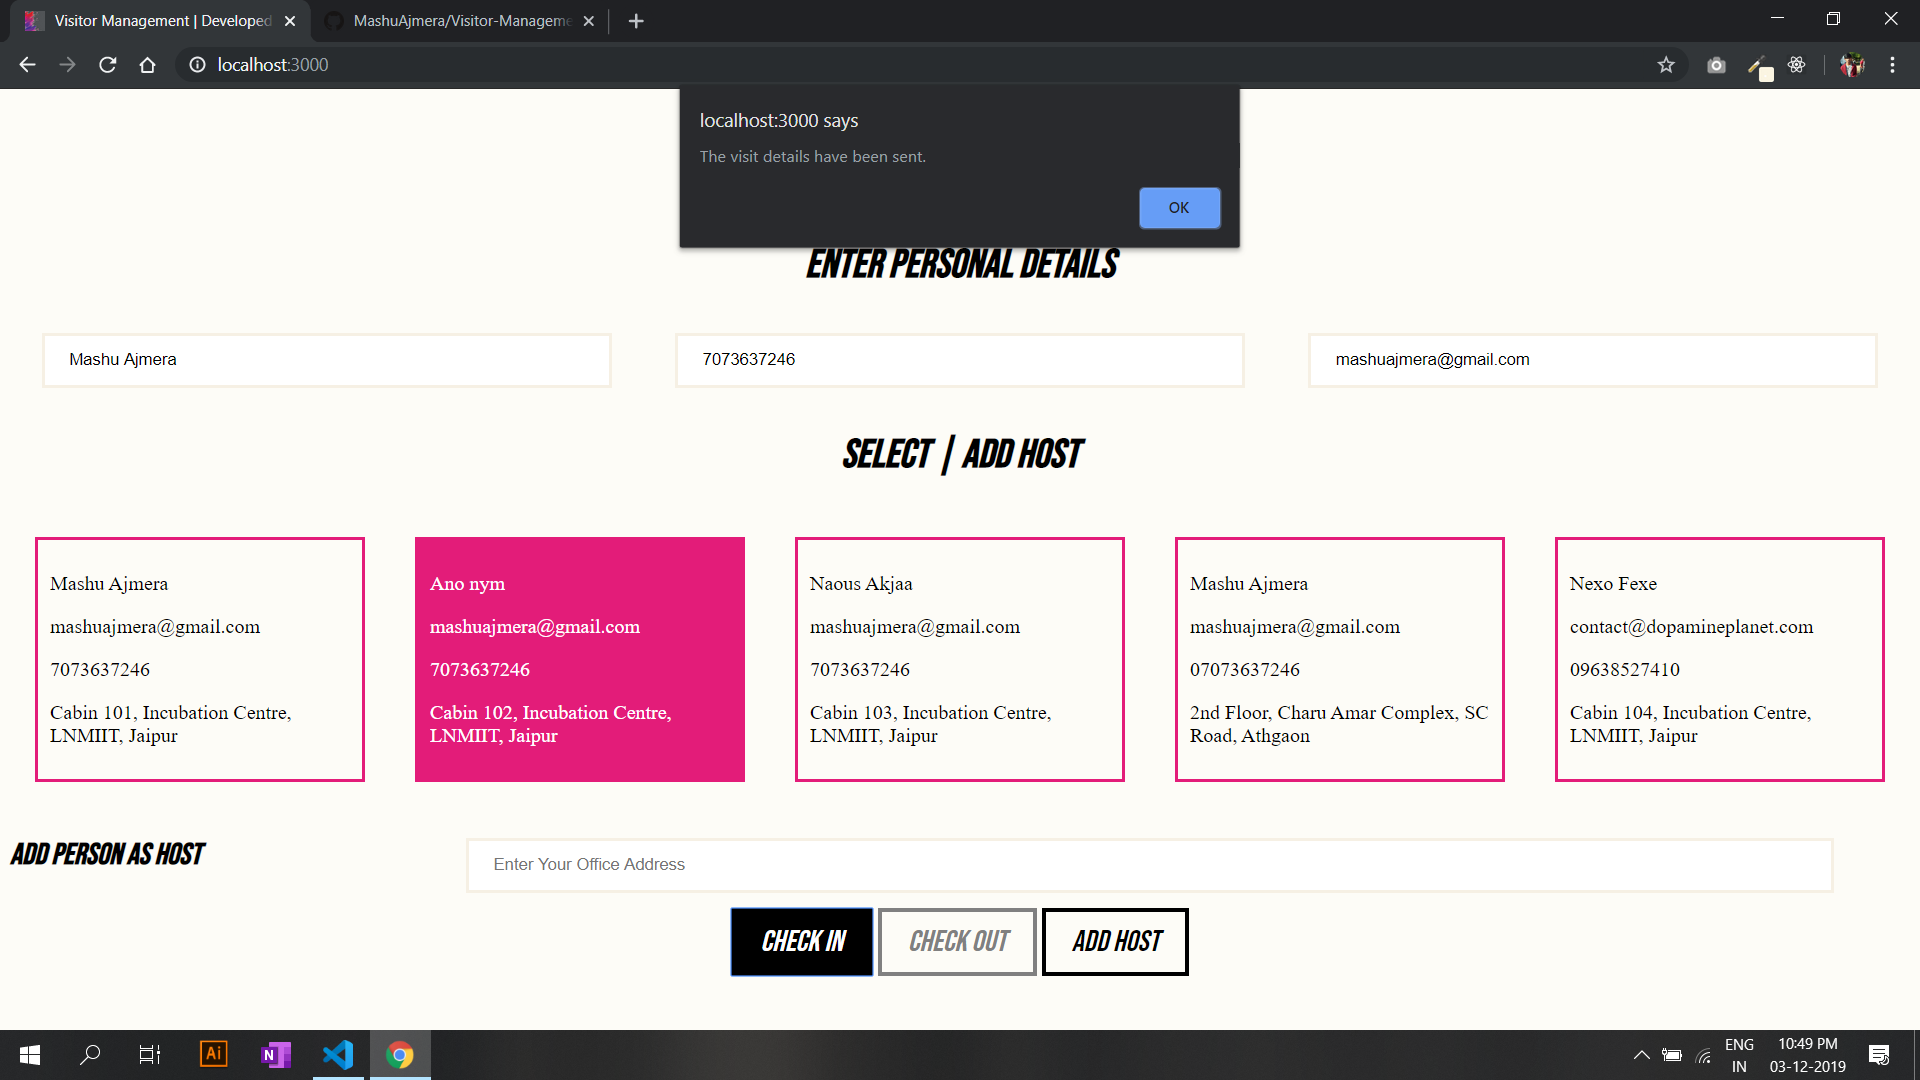 Visitor Management | Developed
MashuAjmera/Visitor-Manageme
localhost:3000
localhost:3000 says
The visit details have been sent.
OK
ENTER PERSONAL DETAILS
Mashu Ajmera
7073637246
mashuajmera@gmail.com
SELECT | ADD HOST
Mashu Ajmera
mashuajmera@gmail.com
7073637246
Cabin 101, Incubation Centre,
LNMIIT, Jaipur
Ano nym
mashuajmera@gmail.com
7073637246
Cabin 102, Incubation Centre,
LNMIIT, Jaipur
Naous Akjaa
mashuajmera@gmail.com
7073637246
Cabin 103, Incubation Centre,
LNMIIT, Jaipur
Mashu Ajmera
mashuajmera@gmail.com
07073637246
2nd Floor, Charu Amar Complex, SC
Road, Athgaon
Nexo Fexe
contact@dopamineplanet.com
09638527410
Cabin 104, Incubation Centre,
LNMIIT, Jaipur
ADD PERSON AS HOST
Enter Your Office Address
CHECK IN
CHECK OUT
ADD HOST
Ai
N
ENG
IN
10:49 PM
03-12-2019